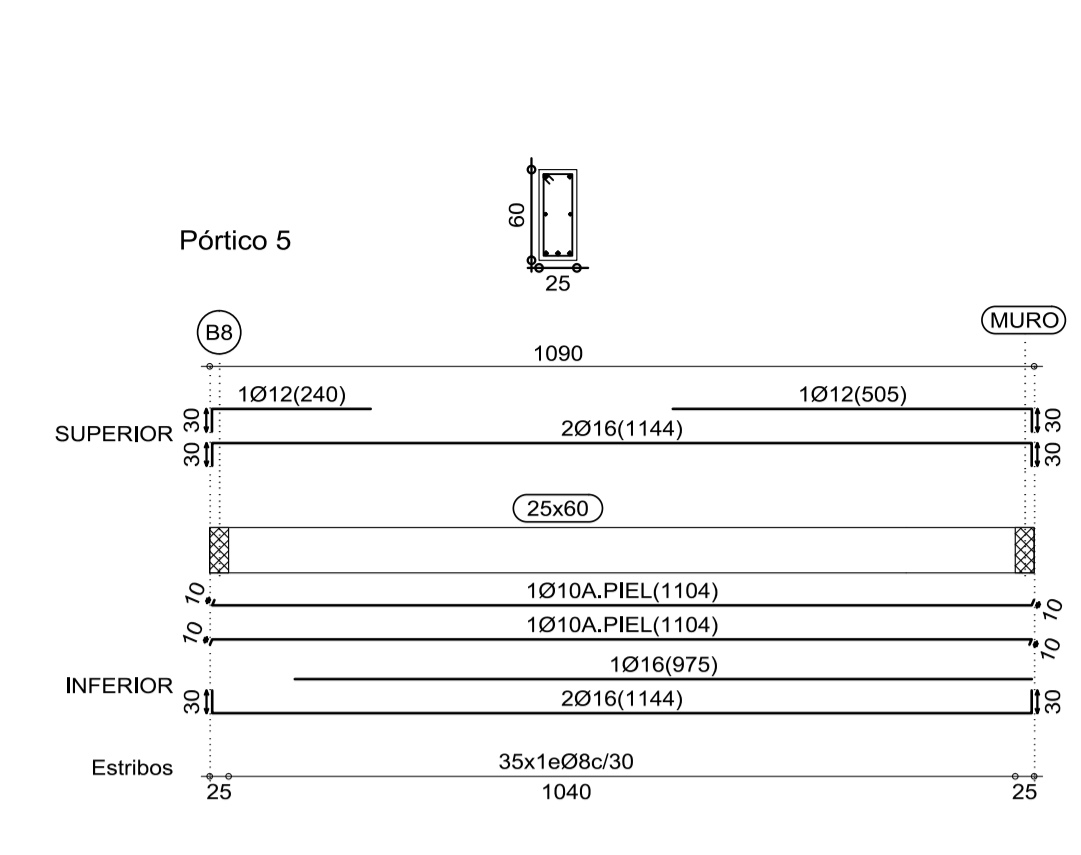 60
25
Pórtico 5
B8
MURO
1090
1Ø12(240)
1Ø12(505)
30
30
SUPERIOR
2Ø16(1144)
30
30
25x60
1Ø10A.PIEL(1104)
10
10
1Ø10A.PIEL(1104)
10
10
1Ø16(975)
INFERIOR
2Ø16(1144)
30
30
Estribos
35x1eØ8c/30
25
1040
25